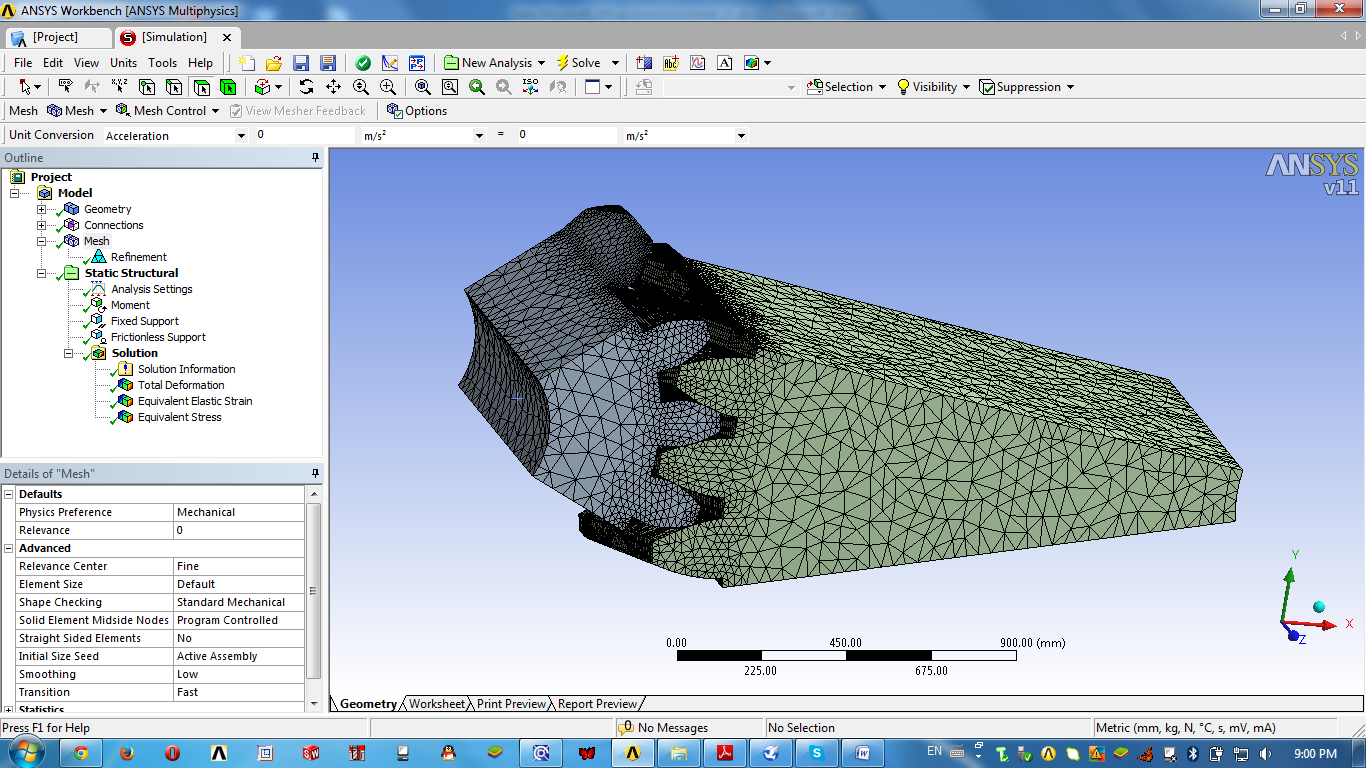 ANSYS Workbench [ANSYS Multiphysics]
[Project] [Simulation]
File Edit View Units Tools Help New Analysis Solve
Selection Visibility Suppression
Mesh Mesh Mesh Control View Mesher Feedback Options
Unit Conversion Acceleration 0 m/s² = 0 m/s²
Outline
Project
Model
Geometry
Connections
Mesh
Refinement
Static Structural
Analysis Settings
Moment
Fixed Support
Frictionless Support
Solution
Solution Information
Total Deformation
Equivalent Elastic Strain
Equivalent Stress
Details of "Mesh"
Defaults
Physics Preference Mechanical
Relevance 0
Advanced
Relevance Center Fine
Element Size Default
Shape Checking Standard Mechanical
Solid Element Midside Nodes Program Controlled
Straight Sided Elements No
Initial Size Seed Active Assembly
Smoothing Low
Transition Fast
Statistics
ANSYS
v11
0.00 450.00 900.00 (mm)
225.00 675.00
Y
X
Z
Geometry Worksheet Print Preview Report Preview
Press F1 for Help 0 No Messages No Selection Metric (mm, kg, N, °C, s, mV, mA)
EN 9:00 PM